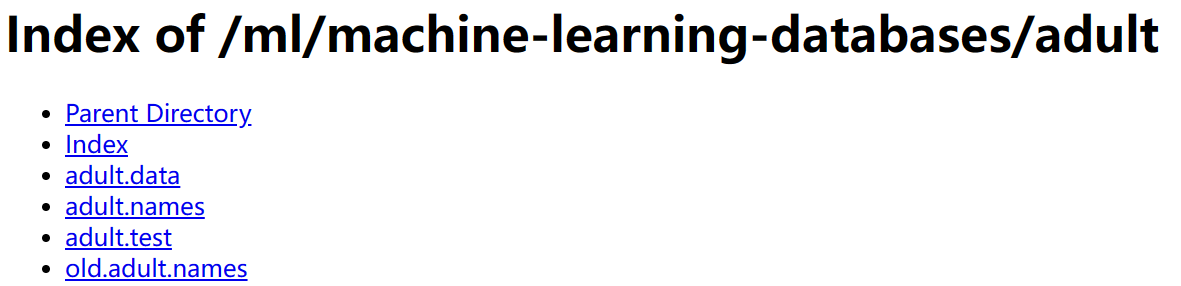 Index of /ml/machine-learning-databases/adult
Parent Directory
Index
adult.data
adult.names
adult.test
old.adult.names